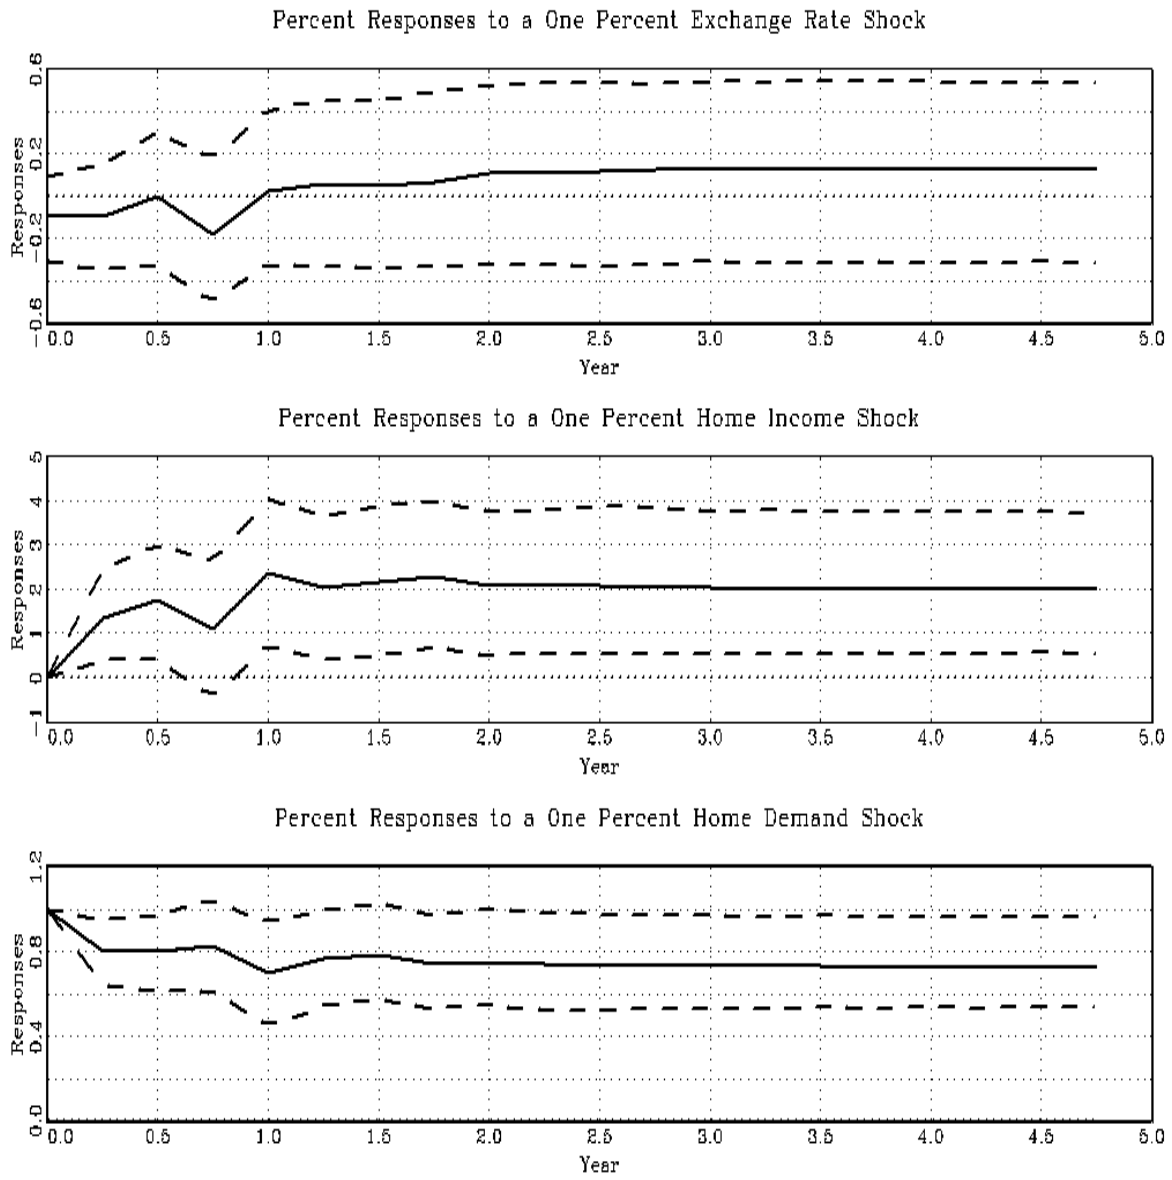 Percent Responses to a One Percent Exchange Rate Shock
Responses
0.6
0.2
-0.2
-0.6
0.0 0.5 1.0 1.5 2.0 2.5 3.0 3.5 4.0 4.5 5.0
Year
Percent Responses to a One Percent Home Income Shock
Responses
5
4
3
2
1
0
-1
0.0 0.5 1.0 1.5 2.0 2.5 3.0 3.5 4.0 4.5 5.0
Year
Percent Responses to a One Percent Home Demand Shock
Responses
1.2
0.8
0.4
0.0
0.0 0.5 1.0 1.5 2.0 2.5 3.0 3.5 4.0 4.5 5.0
Year